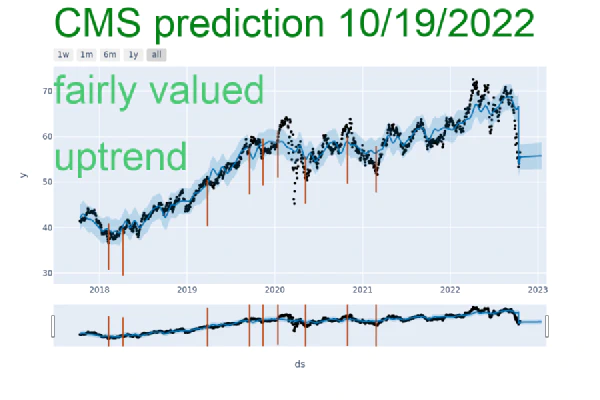 CMS prediction 10/19/2022
1w 1m 6m 1y all
fairly valued
uptrend
70
60
50
40
30
y
2018 2019 2020 2021 2022 2023
ds